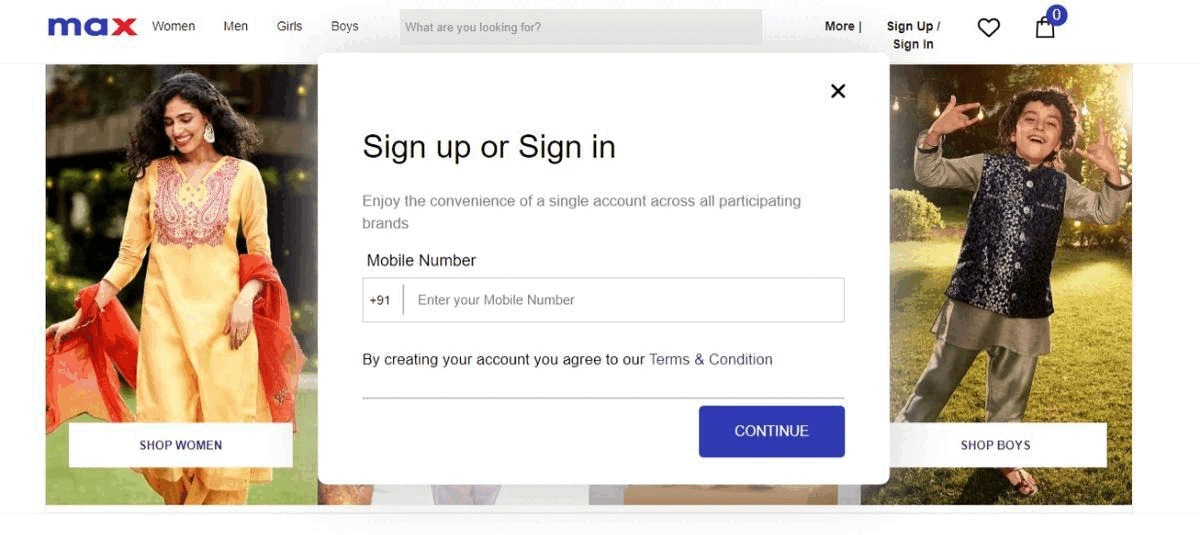 max Women Men Girls Boys What are you looking for? More | Sign Up / 0
Sign In
Sign up or Sign in
Enjoy the convenience of a single account across all participating
brands
Mobile Number
+91 Enter your Mobile Number
By creating your account you agree to our Terms & Condition
CONTINUE
SHOP WOMEN SHOP BOYS